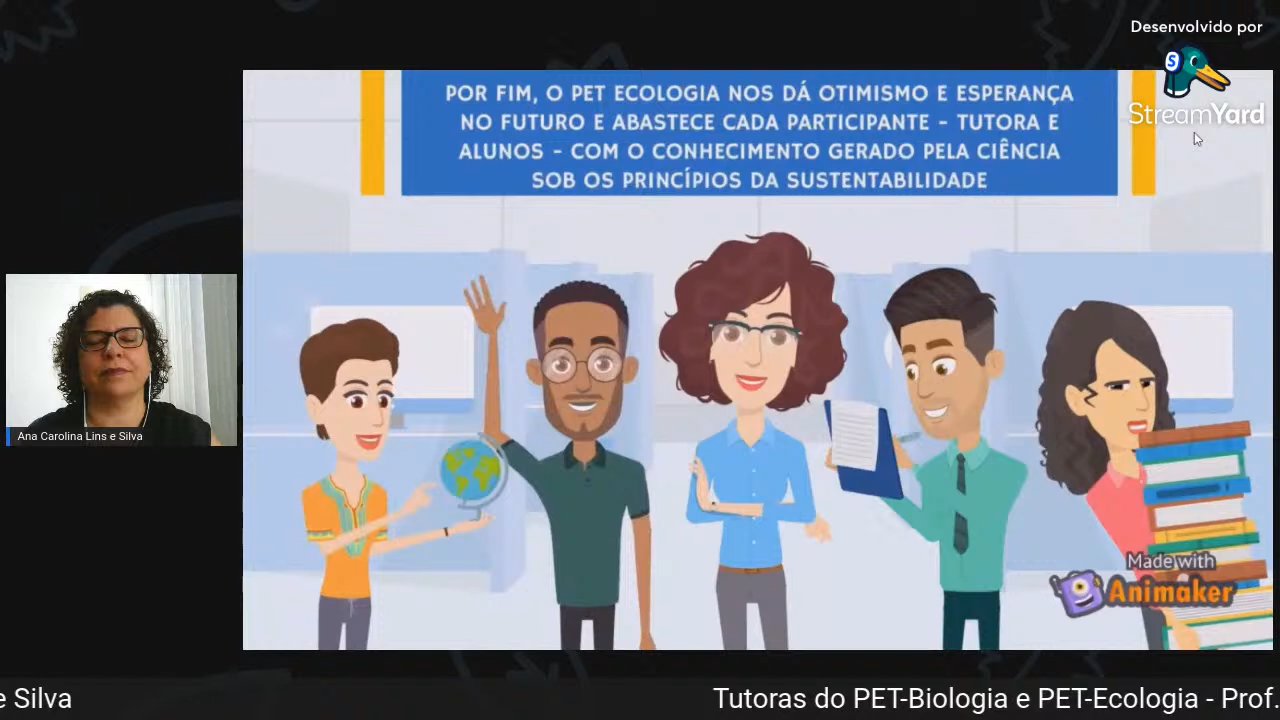 Desenvolvido por
StreamYard
POR FIM, O PET ECOLOGIA NOS DÁ OTIMISMO E ESPERANÇA
NO FUTURO E ABASTECE CADA PARTICIPANTE - TUTORA E
ALUNOS - COM O CONHECIMENTO GERADO PELA CIÊNCIA
SOB OS PRINCÍPIOS DA SUSTENTABILIDADE
Ana Carolina Lins e Silva
Made with
Animaker
e Silva
Tutoras do PET-Biologia e PET-Ecologia - Prof.